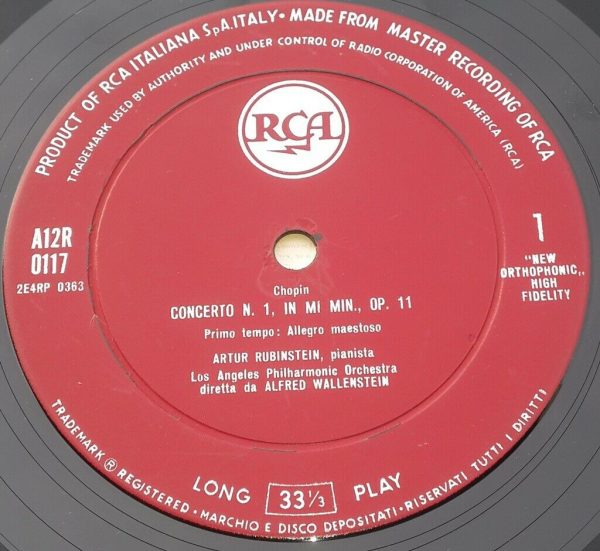 PRODUCT OF RCA ITALIANA SpA.ITALY • MADE FROM MASTER RECORDING OF RCA
TRADEMARK USED BY AUTHORITY AND UNDER CONTROL OF RADIO CORPORATION OF AMERICA (RCA)
RCA
A12R
0117
2E4RP 0363
1
"NEW
ORTHOPHONIC„
HIGH
FIDELITY
Chopin
CONCERTO N. 1, IN MI MIN., OP. 11
Primo tempo: Allegro maestoso
ARTUR RUBINSTEIN, pianista
Los Angeles Philharmonic Orchestra
diretta da ALFRED WALLENSTEIN
LONG 33⅓ PLAY
TRADEMARK ® REGISTERED • MARCHIO E DISCO DEPOSITATI • RISERVATI TUTTI I DIRITTI